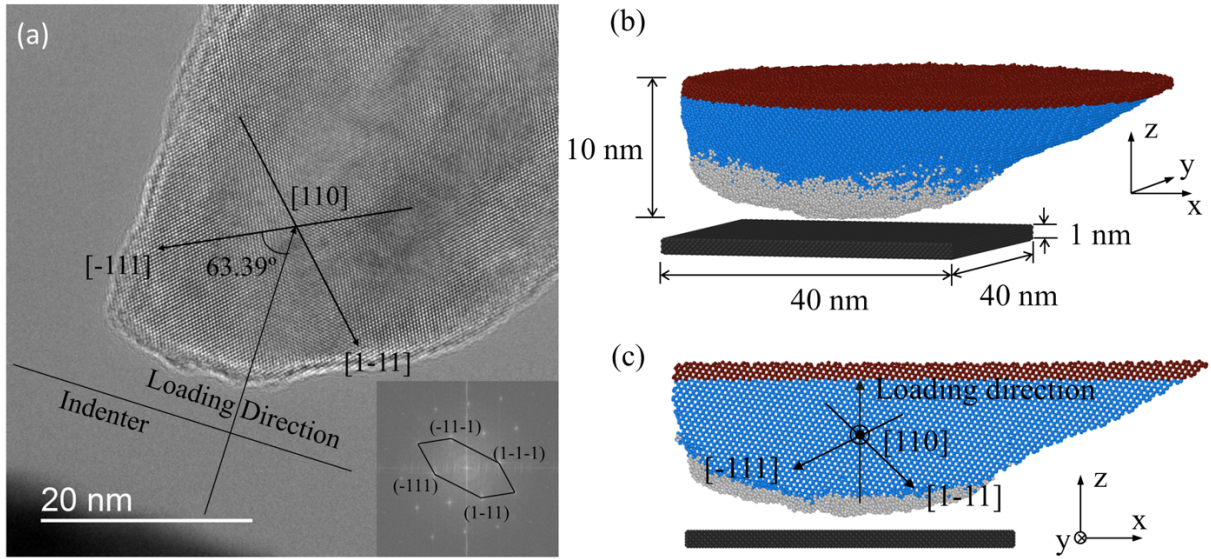 (a)
[110]
[-111]
63.39º
[1-11]
Loading Direction
Indenter
20 nm
(-11-1)
(1-1-1)
(-111)
(1-11)
(b)
10 nm
z
y
x
1 nm
40 nm
40 nm
(c)
Loading direction
[110]
[-111]
[1-11]
z
y
x